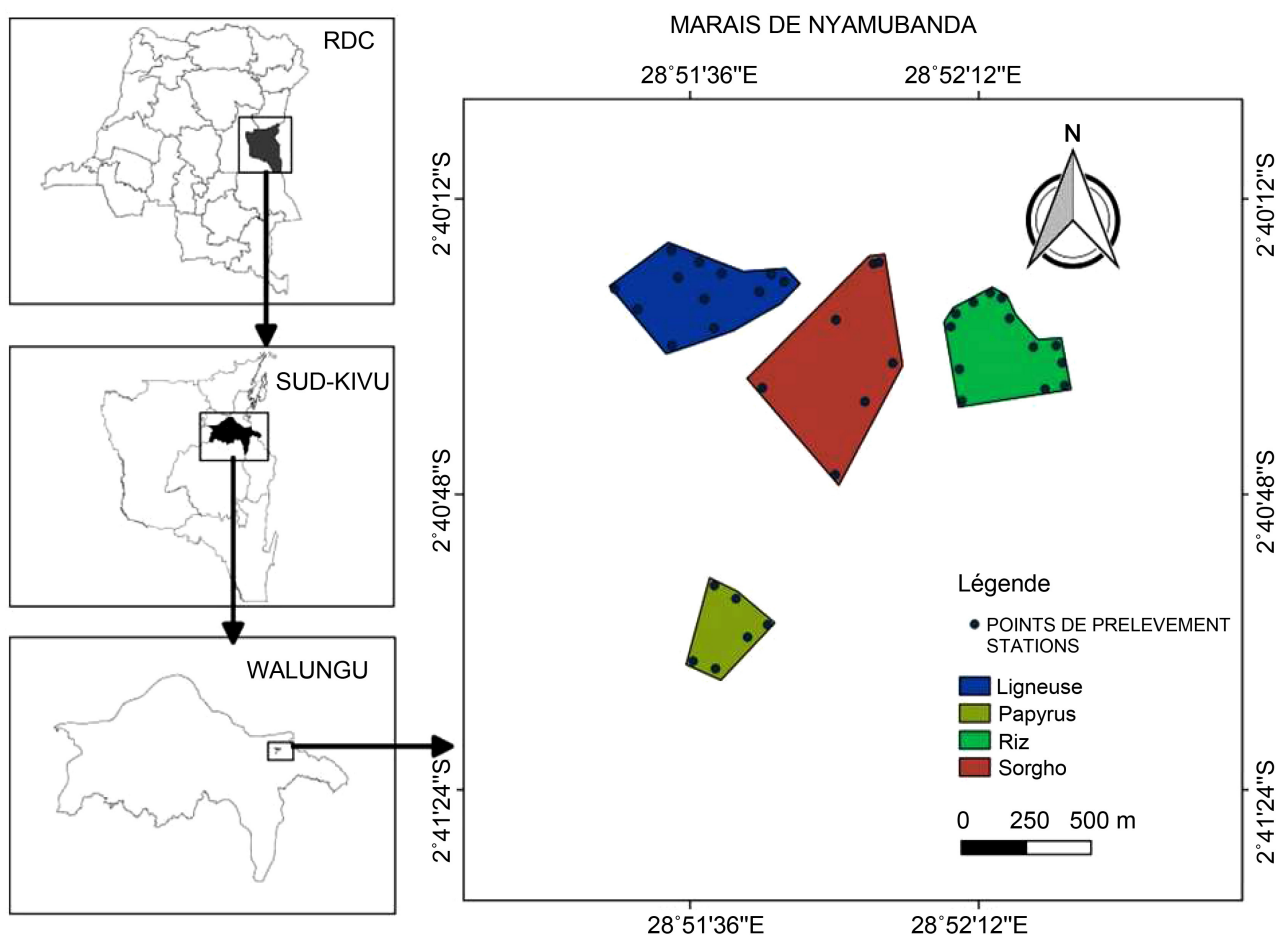 RDC
SUD-KIVU
WALUNGU
MARAIS DE NYAMUBANDA
28°51'36"E 28°52'12"E
N
2°40'12"S 2°40'12"S
2°40'48"S 2°40'48"S
2°41'24"S 2°41'24"S
Légende
POINTS DE PRELEVEMENT
STATIONS
Ligneuse
Papyrus
Riz
Sorgho
0 250 500 m
28°51'36"E 28°52'12"E